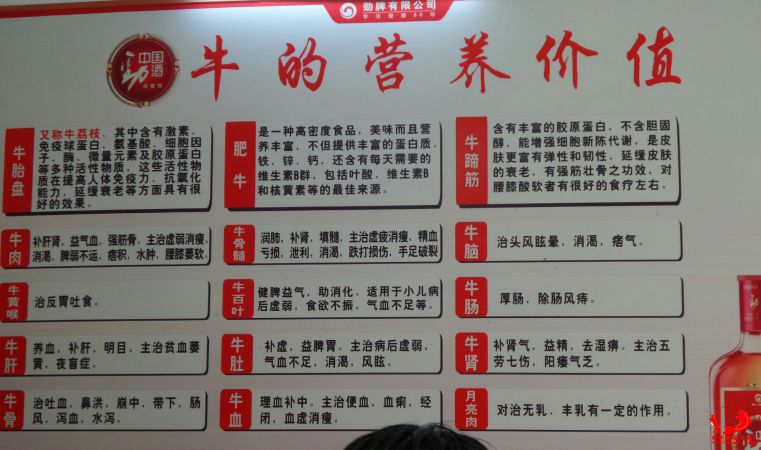 劲牌有限公司
专注健康60年
中国
劲酒
牛的营养价值
牛胎盘
又称牛荔枝，其中含有激素，
免疫球蛋白，氨基酸，细胞因
子，酶，微量元素及胶原蛋白
等多种活性物质，这些活性物
质在提高人体免疫力，抗氧化
能力，延缓衰老等方面具有很
好的效果。
肥牛
是一种高密度食品，美味而且营
养丰富，不但提供丰富的蛋白质，
铁、锌、钙，还含有每天需要的
维生素B群，包括叶酸、维生素B
和核黄素等的最佳来源。
牛蹄筋
含有丰富的胶原蛋白，不含胆固
醇，能增强细胞新陈代谢，是皮
肤更富有弹性和韧性，延缓皮肤
的衰老，有强筋壮骨之功效，对
腰膝酸软者有很好的食疗左右。
牛肉
补肝肾、益气血、强筋骨、主治虚弱消瘦、
消渴、脾弱不运、痞积、水肿、腰膝萎软。
牛骨髓
润肺、补肾、填髓，主治虚疲消瘦、精血
亏损、泄利、消渴、跌打损伤、手足破裂
牛脑
治头风眩晕、消渴、痞气。
牛黄喉
治反胃吐食。
牛百叶
健脾益气，助消化。适用于小儿病
后虚弱，食欲不振，气血不足等。
牛肠
厚肠，除肠风痔。
牛肝
养血、补肝、明目。主治贫血萎
黄，夜盲症。
牛肚
补虚，益脾胃。主治病后虚弱、
气血不足，消渴、风眩。
牛肾
补肾气，益精、去湿痹。主治五
劳七伤，阳痿气乏。
牛骨
治吐血，鼻洪、崩中，带下，肠
风、泻血，水泻。
牛血
理血补中。主治便血、血痢、经
闭，血虚消瘦。
月亮肉
对治无乳、丰乳有一定的作用。